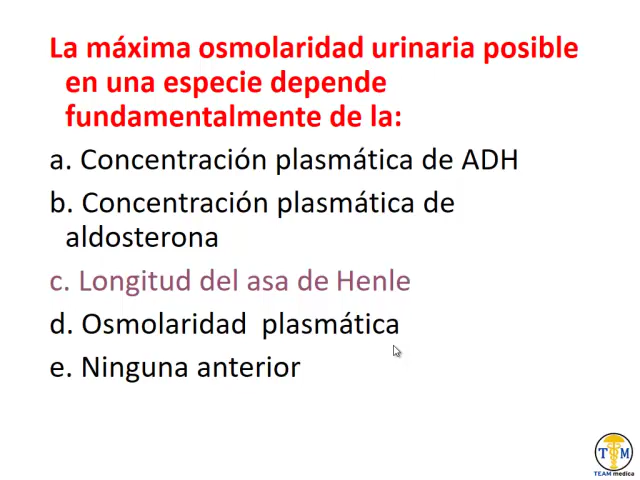 La máxima osmolaridad urinaria posible
en una especie depende
fundamentalmente de la:
a. Concentración plasmática de ADH
b. Concentración plasmática de
aldosterona
c. Longitud del asa de Henle
d. Osmolaridad plasmática
e. Ninguna anterior
T M
TEAM medica